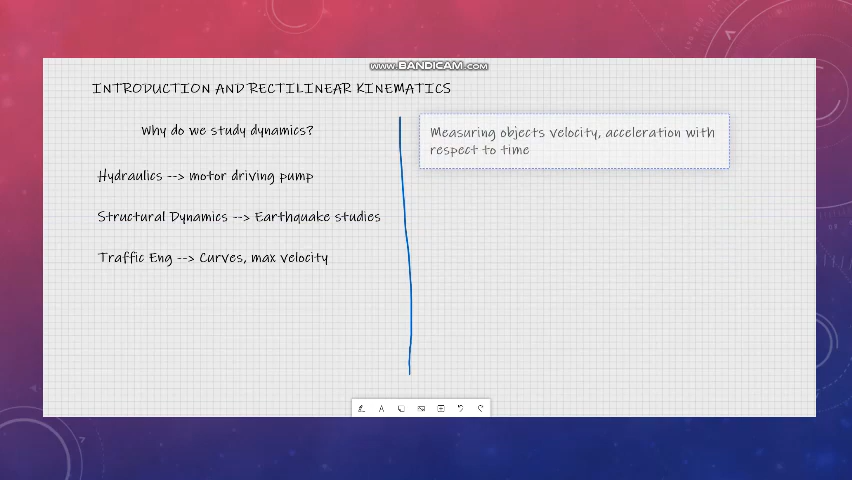 www.BANDICAM.com
INTRODUCTION AND RECTILINEAR KINEMATICS
Why do we study dynamics?
Hydraulics --> motor driving pump
Structural Dynamics --> Earthquake studies
Traffic Eng --> Curves, max velocity
Measuring objects velocity, acceleration with
respect to time
A